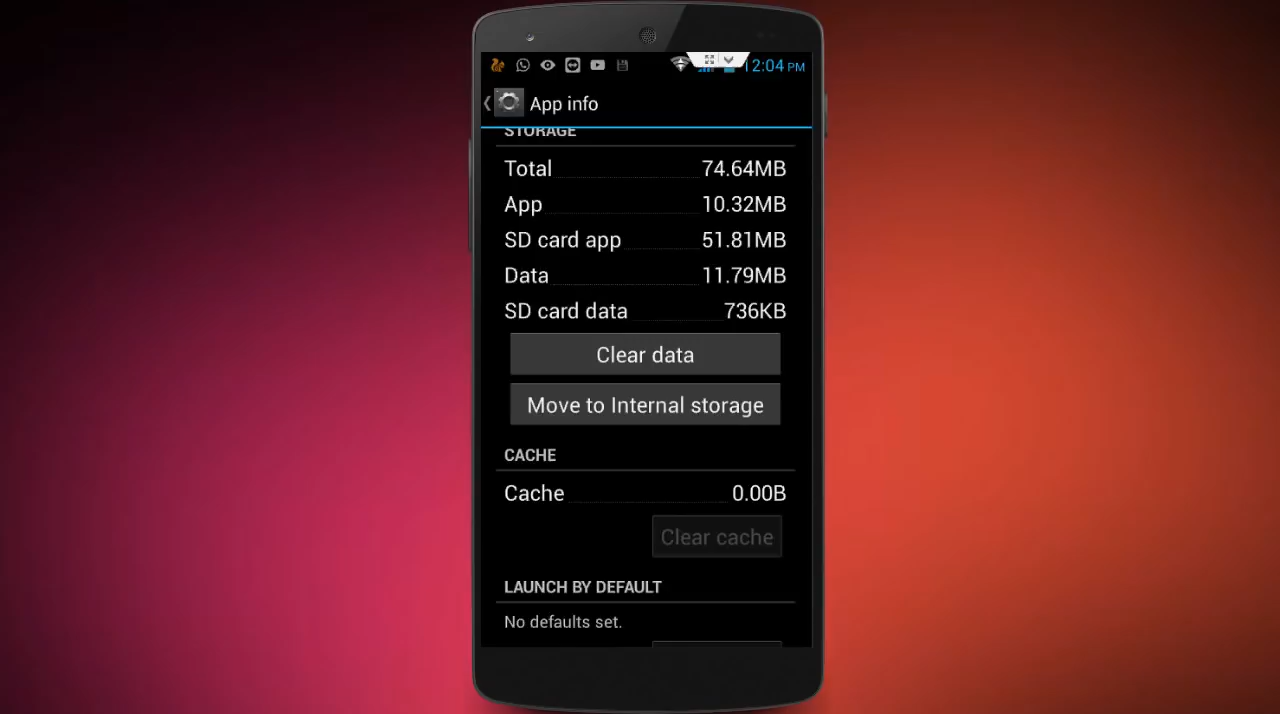 12:04 PM
App info
STORAGE
Total 74.64MB
App 10.32MB
SD card app 51.81MB
Data 11.79MB
SD card data 736KB
Clear data
Move to Internal storage
CACHE
Cache 0.00B
Clear cache
LAUNCH BY DEFAULT
No defaults set.